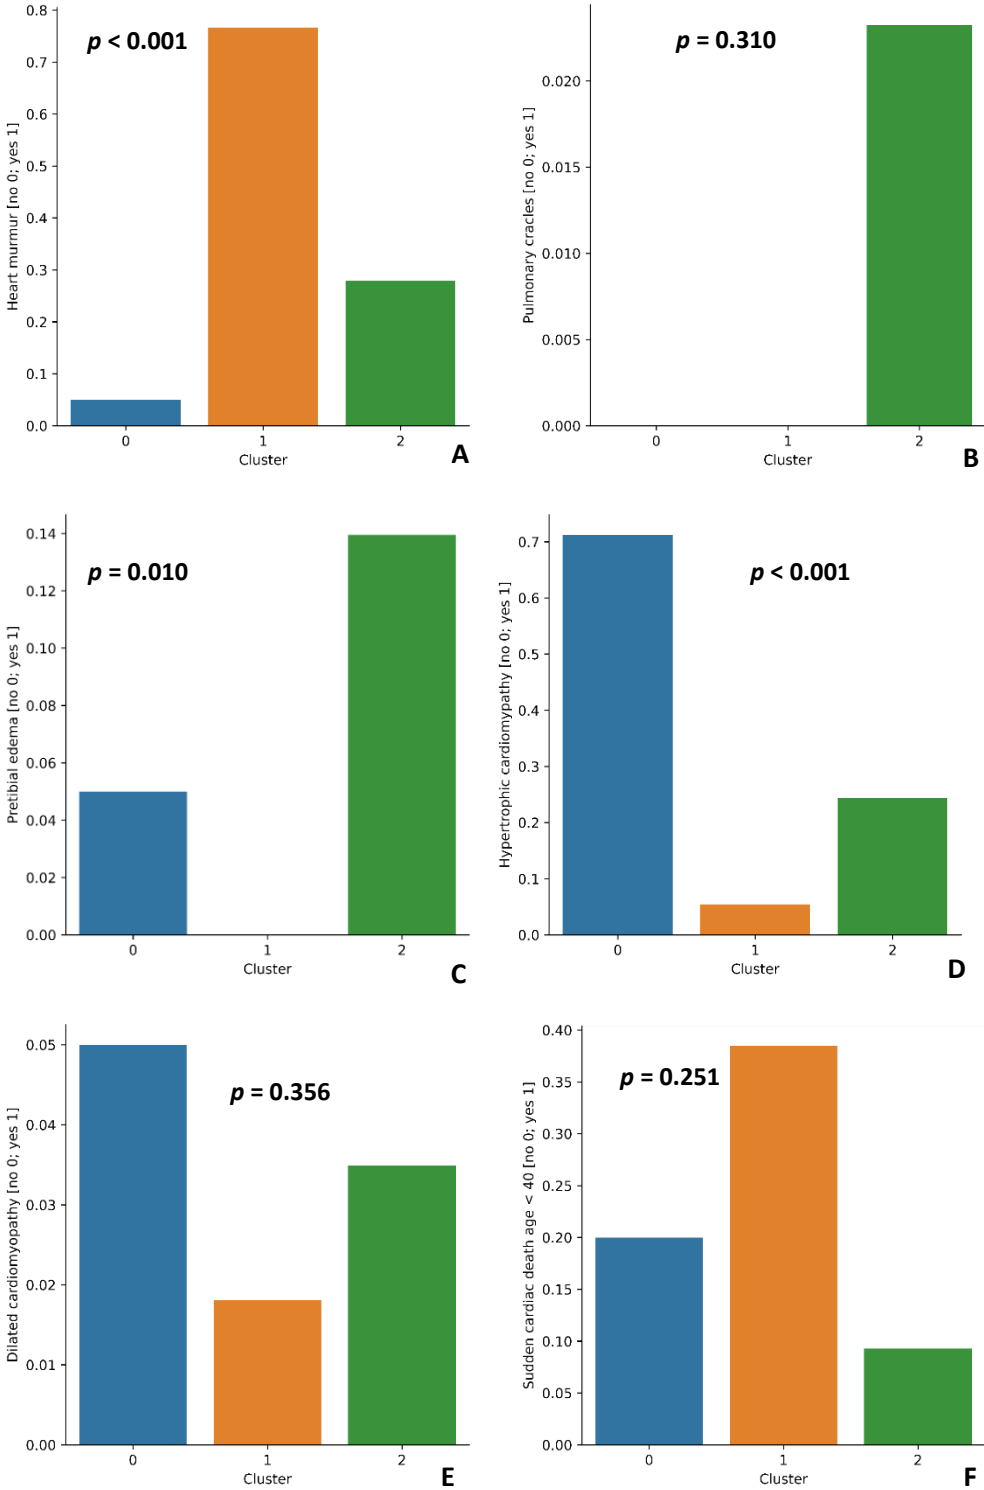 p < 0.001
Heart murmur [no 0; yes 1]
0.8
0.7
0.6
0.5
0.4
0.3
0.2
0.1
0.0
0 1 2
Cluster
A
p = 0.310
Pulmonary cracles [no 0; yes 1]
0.020
0.015
0.010
0.005
0.000
0 1 2
Cluster
B
p = 0.010
Pretibial edema [no 0; yes 1]
0.14
0.12
0.10
0.08
0.06
0.04
0.02
0.00
0 1 2
Cluster
C
p < 0.001
Hypertrophic cardiomypathy [no 0; yes 1]
0.7
0.6
0.5
0.4
0.3
0.2
0.1
0.0
0 1 2
Cluster
D
p = 0.356
Dilated cardiomyopathy [no 0; yes 1]
0.05
0.04
0.03
0.02
0.01
0.00
0 1 2
Cluster
E
p = 0.251
Sudden cardiac death age < 40 [no 0; yes 1]
0.40
0.35
0.30
0.25
0.20
0.15
0.10
0.05
0.00
0 1 2
Cluster
F